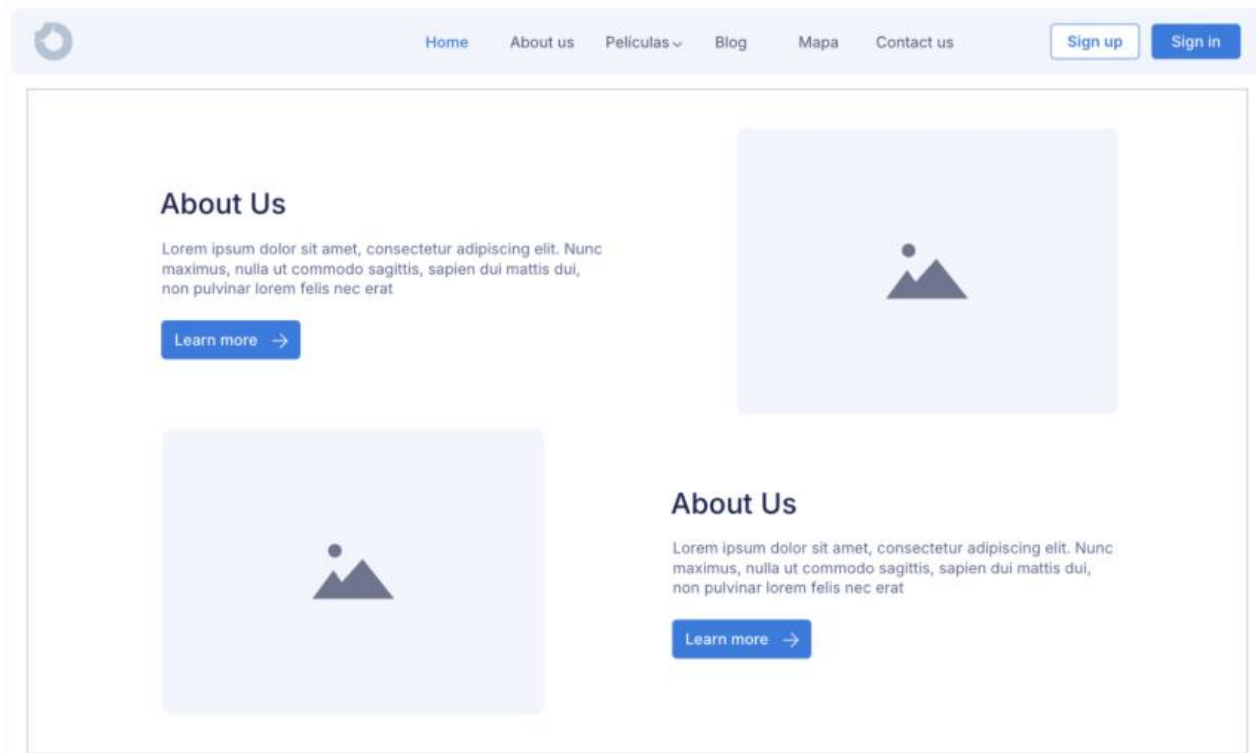 Home About us Películas Blog Mapa Contact us Sign up Sign in
About Us
Lorem ipsum dolor sit amet, consectetur adipiscing elit. Nunc
maximus, nulla ut commodo sagittis, sapien dui mattis dui,
non pulvinar lorem felis nec erat
Learn more
About Us
Lorem ipsum dolor sit amet, consectetur adipiscing elit. Nunc
maximus, nulla ut commodo sagittis, sapien dui mattis dui,
non pulvinar lorem felis nec erat
Learn more